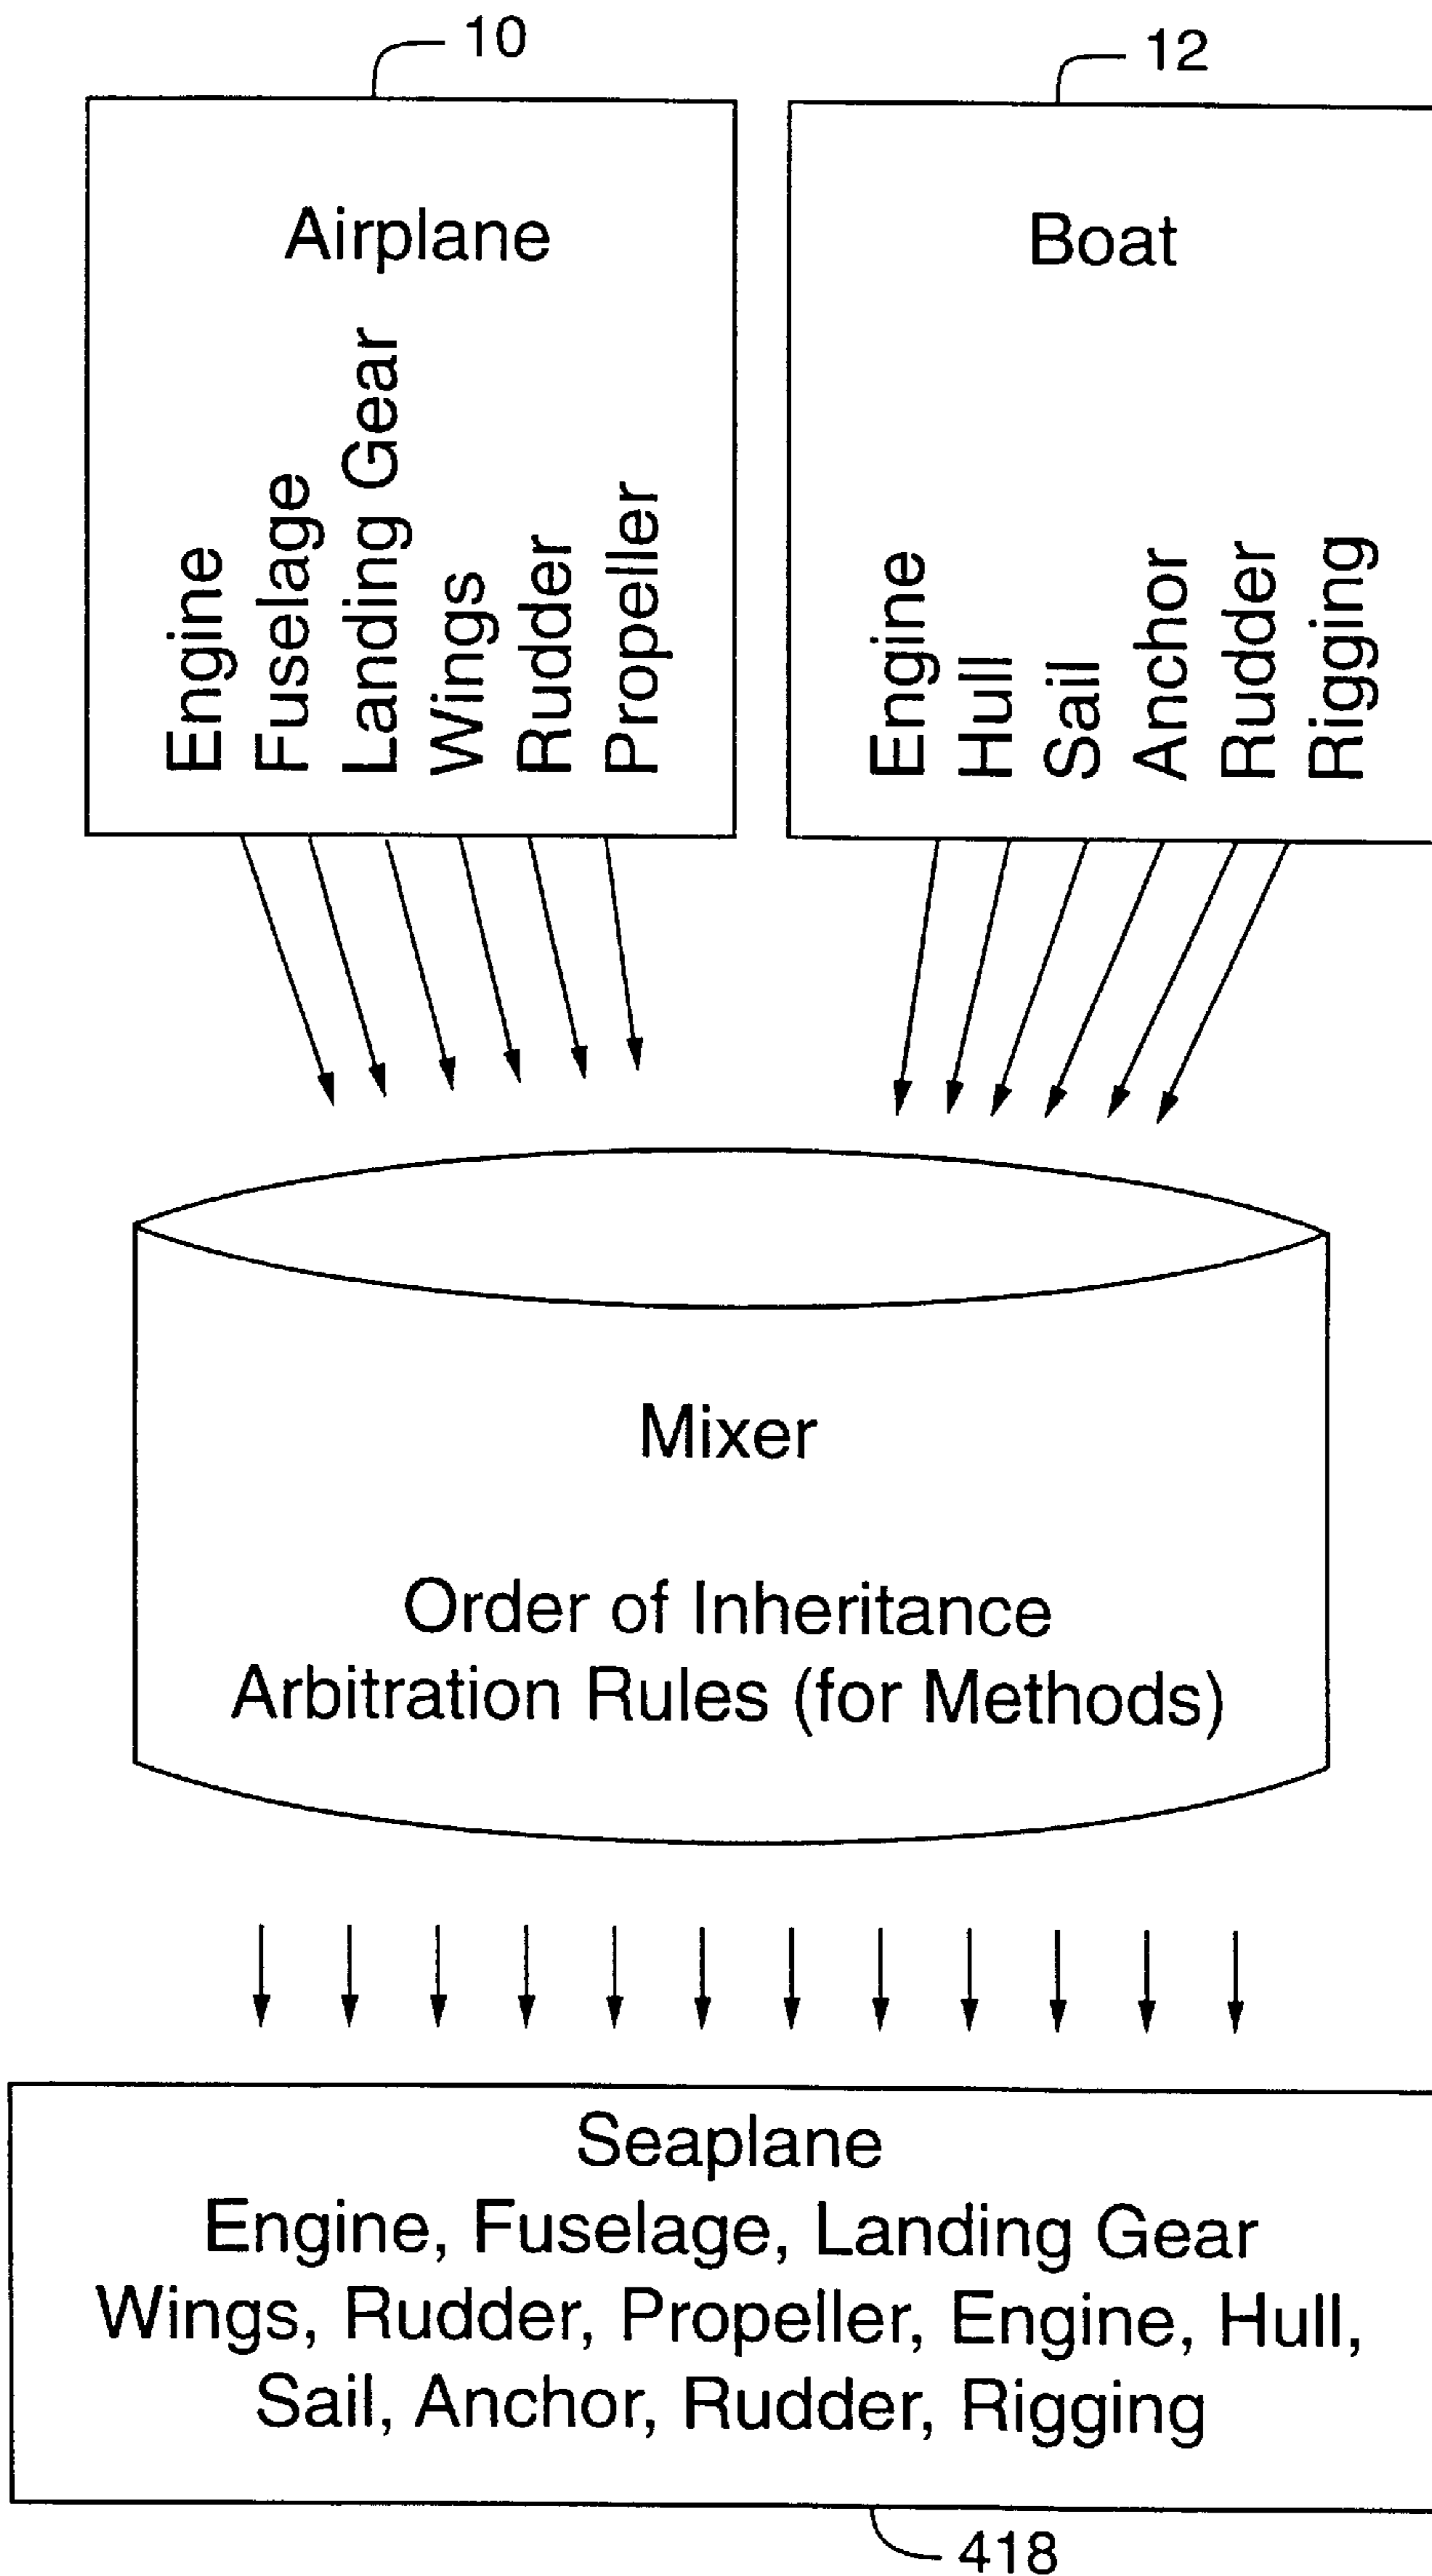 10
12
Airplane
Engine
Fuselage
Landing Gear
Wings
Rudder
Propeller
Boat
Engine
Hull
Sail
Anchor
Rudder
Rigging
Mixer
Order of Inheritance
Arbitration Rules (for Methods)
Seaplane
Engine, Fuselage, Landing Gear
Wings, Rudder, Propeller, Engine, Hull,
Sail, Anchor, Rudder, Rigging
418